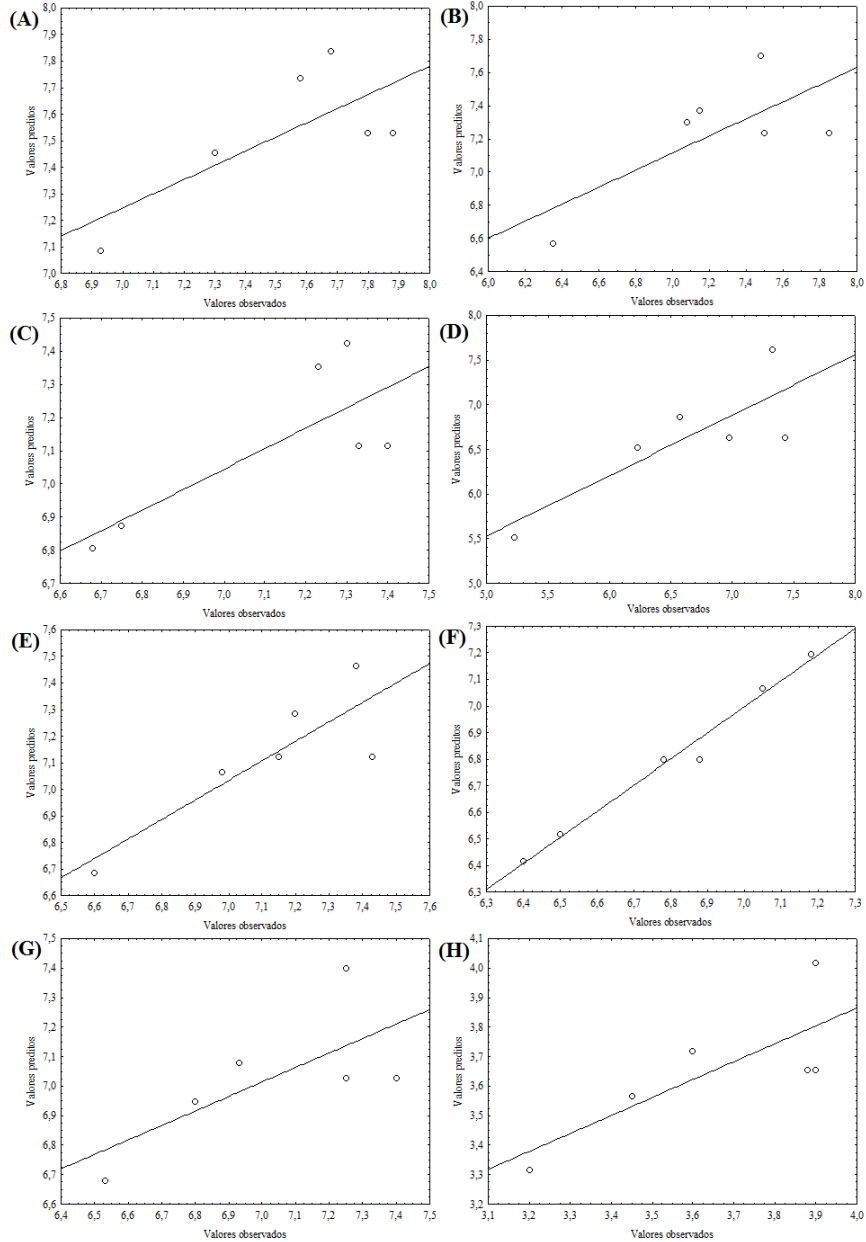 (A)
8,0
7,9
7,8
7,7
7,6
7,5
7,4
7,3
7,2
7,1
7,0
Valores preditos
6,8 6,9 7,0 7,1 7,2 7,3 7,4 7,5 7,6 7,7 7,8 7,9 8,0
Valores observados
(B)
8,0
7,8
7,6
7,4
7,2
7,0
6,8
6,6
6,4
Valores preditos
6,0 6,2 6,4 6,6 6,8 7,0 7,2 7,4 7,6 7,8 8,0
Valores observados
(C)
7,5
7,4
7,3
7,2
7,1
7,0
6,9
6,8
6,7
Valores preditos
6,6 6,7 6,8 6,9 7,0 7,1 7,2 7,3 7,4 7,5
Valores observados
(D)
8,0
7,5
7,0
6,5
6,0
5,5
5,0
Valores preditos
5,0 5,5 6,0 6,5 7,0 7,5 8,0
Valores observados
(E)
7,6
7,5
7,4
7,3
7,2
7,1
7,0
6,9
6,8
6,7
6,6
Valores preditos
6,5 6,6 6,7 6,8 6,9 7,0 7,1 7,2 7,3 7,4 7,5 7,6
Valores observados
(F)
7,3
7,2
7,1
7,0
6,9
6,8
6,7
6,6
6,5
6,4
6,3
Valores preditos
6,3 6,4 6,5 6,6 6,7 6,8 6,9 7,0 7,1 7,2 7,3
Valores observados
(G)
7,5
7,4
7,3
7,2
7,1
7,0
6,9
6,8
6,7
6,6
Valores preditos
6,4 6,5 6,6 6,7 6,8 6,9 7,0 7,1 7,2 7,3 7,4 7,5
Valores observados
(H)
4,1
4,0
3,9
3,8
3,7
3,6
3,5
3,4
3,3
3,2
Valores preditos
3,1 3,2 3,3 3,4 3,5 3,6 3,7 3,8 3,9 4,0
Valores observados